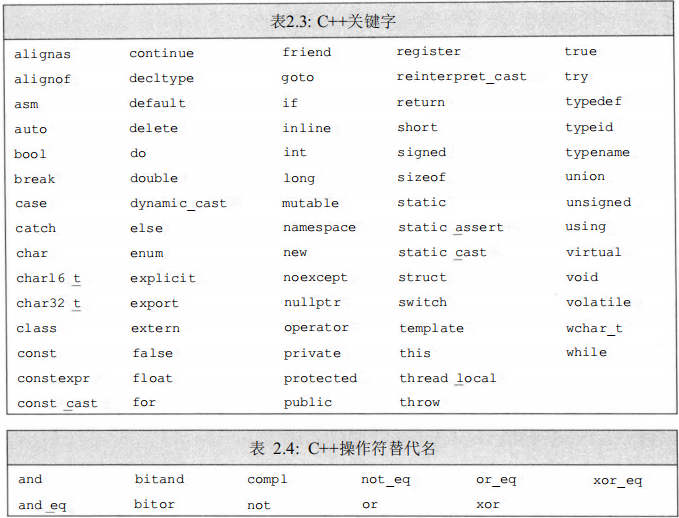 表2.3: C++关键字
alignas continue friend register true
alignof decltype goto reinterpret_cast try
asm default if return typedef
auto delete inline short typeid
bool do int signed typename
break double long sizeof union
case dynamic_cast mutable static unsigned
catch else namespace static_assert using
char enum new static_cast virtual
char16_t explicit noexcept struct void
char32_t export nullptr switch volatile
class extern operator template wchar_t
const false private this while
constexpr float protected thread_local
const_cast for public throw
表 2.4: C++操作符替代名
and bitand compl not_eq or_eq xor_eq
and_eq bitor not or xor